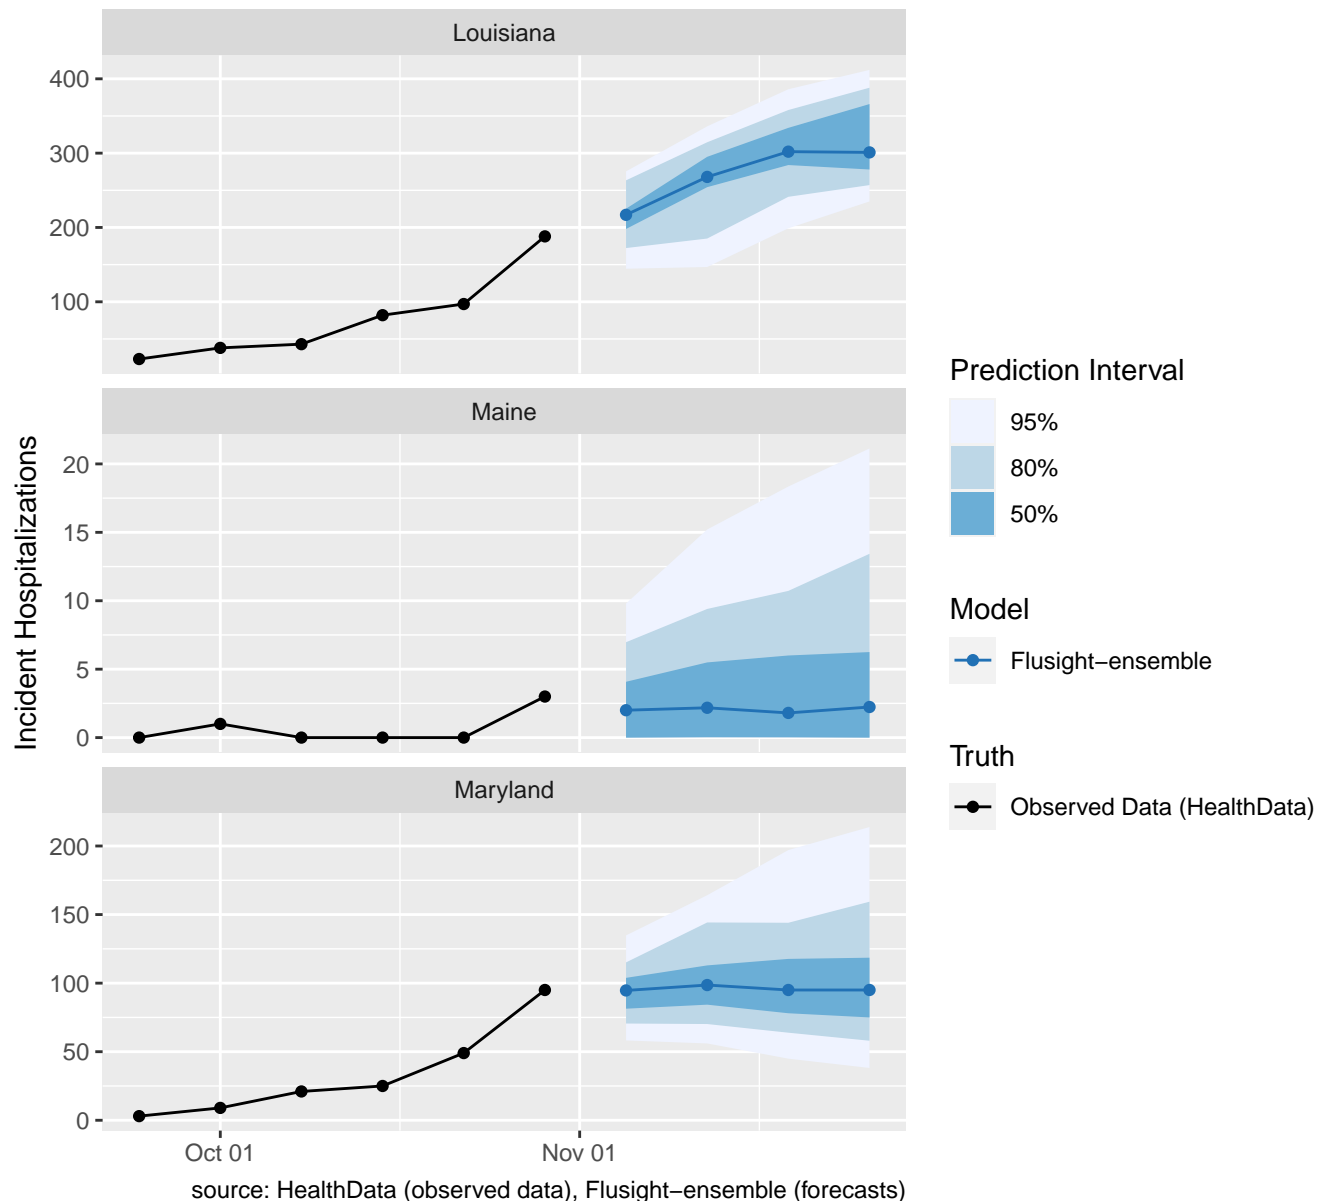 Louisiana
400
300
200
100
Maine
20
15
10
5
0
Maryland
200
150
100
50
0
Oct 01
Nov 01
Incident Hospitalizations
source: HealthData (observed data), Flusight−ensemble (forecasts)
Prediction Interval
95%
80%
50%
Model
Flusight−ensemble
Truth
Observed Data (HealthData)